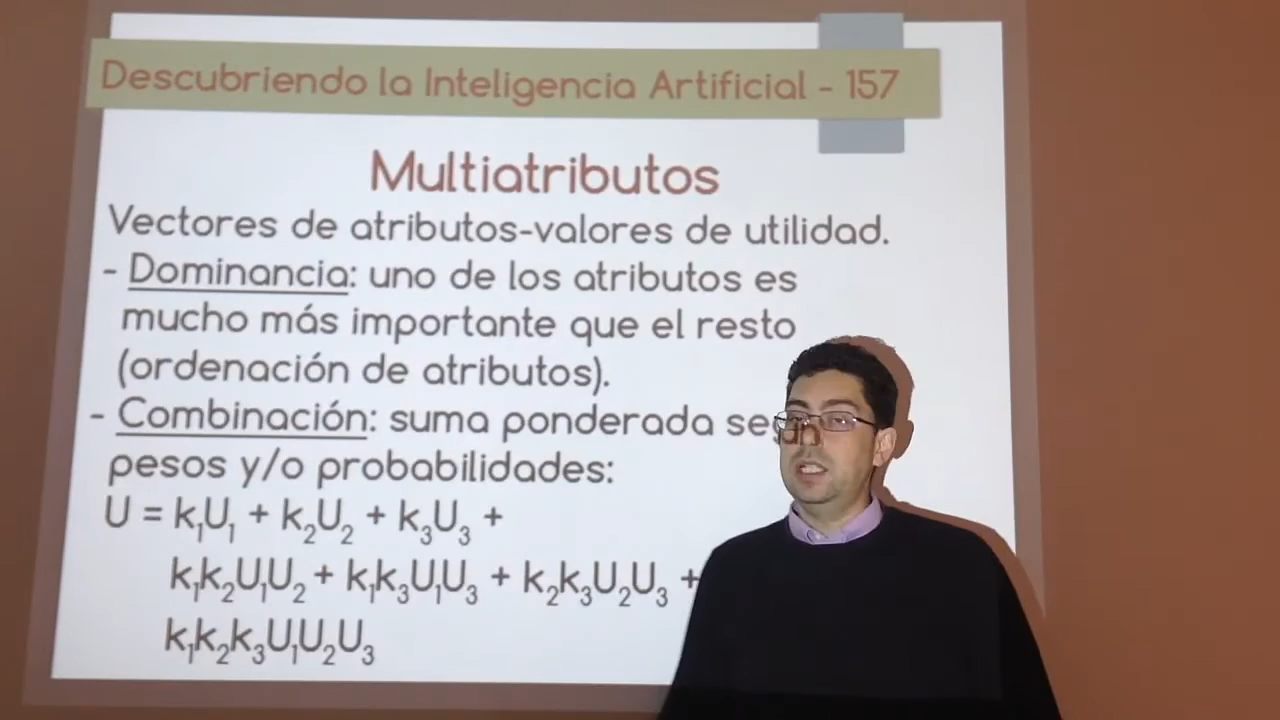 Descubriendo la Inteligencia Artificial - 157
Multiatributos
Vectores de atributos-valores de utilidad.
- Dominancia: uno de los atributos es
mucho más importante que el resto
(ordenación de atributos).
- Combinación: suma ponderada
pesos y/o probabilidades:
U = k₁U₁ + k₂U₂ + k₃U₃ +
k₁k₂U₁U₂ + k₁k₃U₁U₃ + k₂k₃U₂U₃ +
k₁k₂k₃U₁U₂U₃